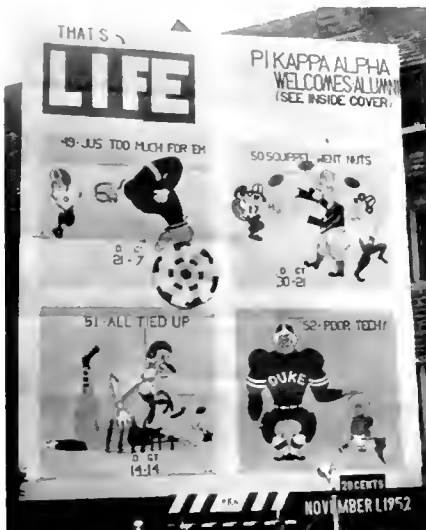 THATS
LIFE
PI KAPPA ALPHA
WELCOMES ALUMNI
(SEE INSIDE COVER)
49-JUS TOO MUCH FOR EM
D GT
21-7
50 SQUIRREL WENT NUTS
D GT
30-21
51-ALL TIED UP
D GT
14-14
52-POOR TECH!
DUKE
20 CENTS
NOVEMBER 1, 1952